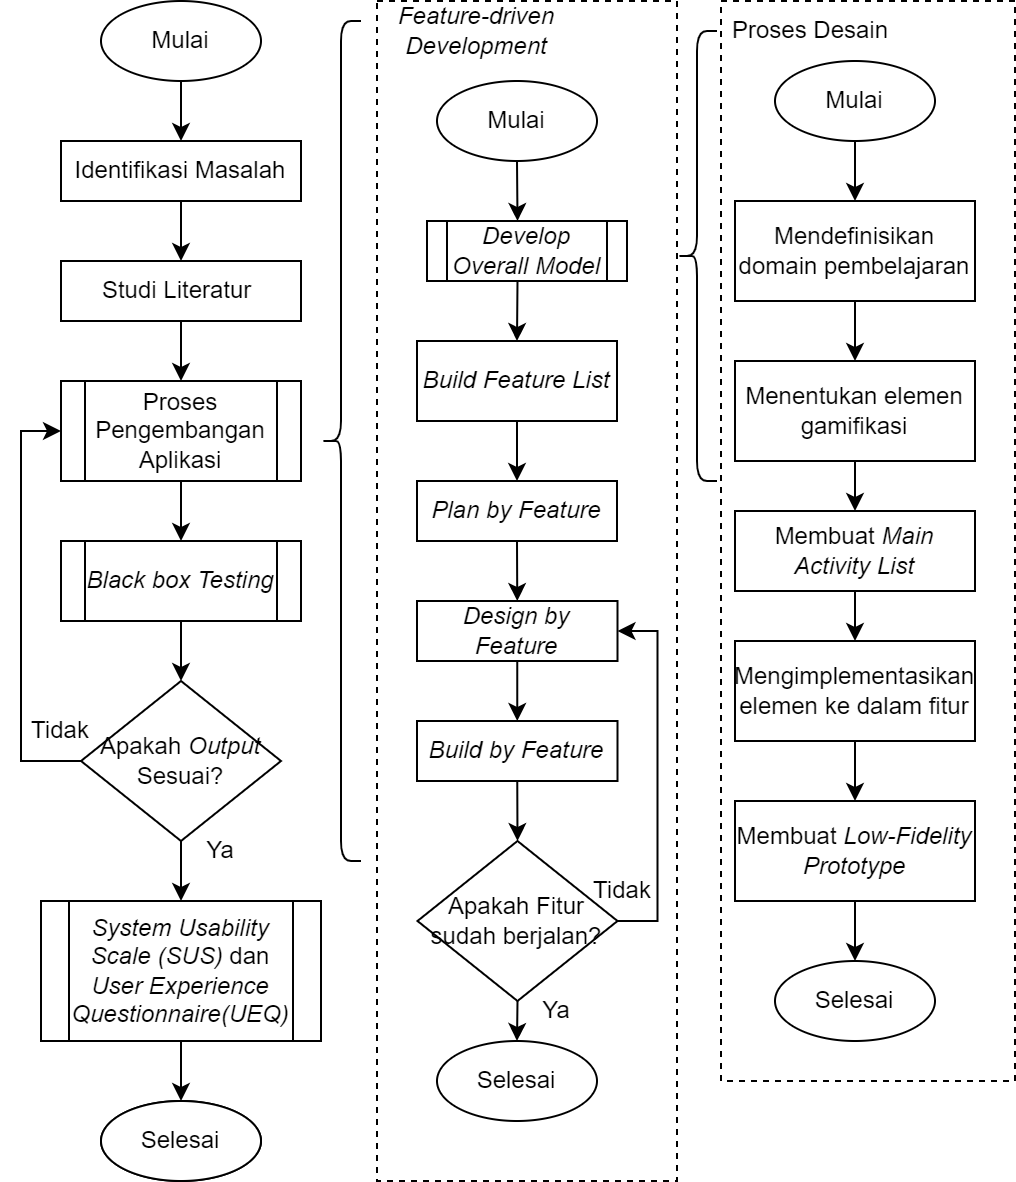 Mulai
Identifikasi Masalah
Studi Literatur
Proses
Pengembangan
Aplikasi
Black box Testing
Tidak
Apakah Output
Sesuai?
Ya
System Usability
Scale (SUS) dan
User Experience
Questionnaire(UEQ)
Selesai
Feature-driven
Development
Mulai
Develop
Overall Model
Build Feature List
Plan by Feature
Design by
Feature
Build by Feature
Tidak
Apakah Fitur
sudah berjalan?
Ya
Selesai
Proses Desain
Mulai
Mendefinisikan
domain pembelajaran
Menentukan elemen
gamifikasi
Membuat Main
Activity List
Mengimplementasikan
elemen ke dalam fitur
Membuat Low-Fidelity
Prototype
Selesai